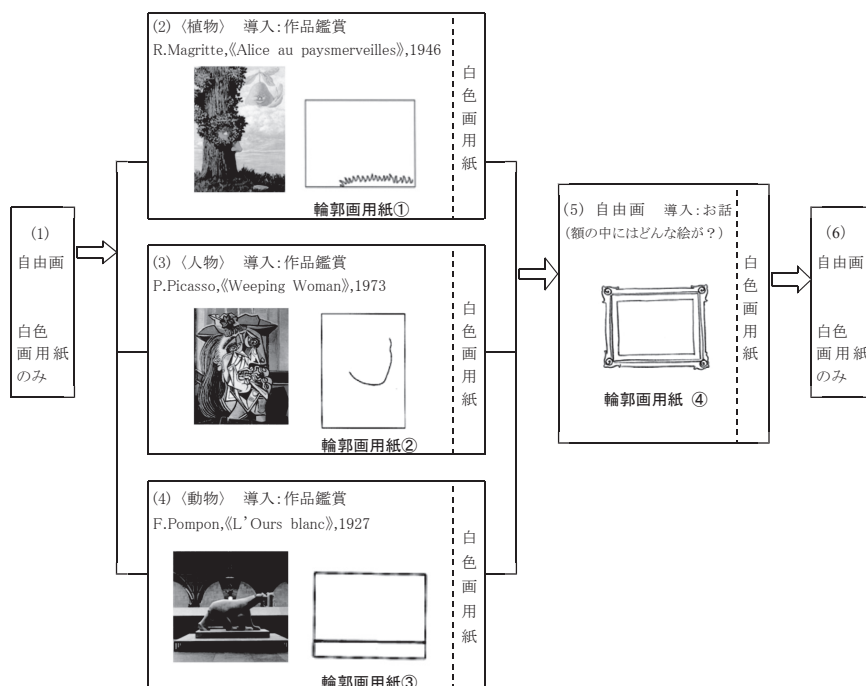 (1)
自由画
白色
画用紙
のみ
(2)〈植物〉 導入:作品鑑賞
R.Magritte,《Alice au paysmerveilles》,1946
輪郭画用紙①
白色画用紙
(3)〈人物〉 導入:作品鑑賞
P.Picasso,《Weeping Woman》,1973
輪郭画用紙②
白色画用紙
(4)〈動物〉 導入:作品鑑賞
F.Pompon,《L'Ours blanc》,1927
輪郭画用紙③
白色画用紙
(5) 自由画 導入:お話
(額の中にはどんな絵が?)
輪郭画用紙 ④
白色画用紙
(6)
自由画
白色
画用紙
のみ